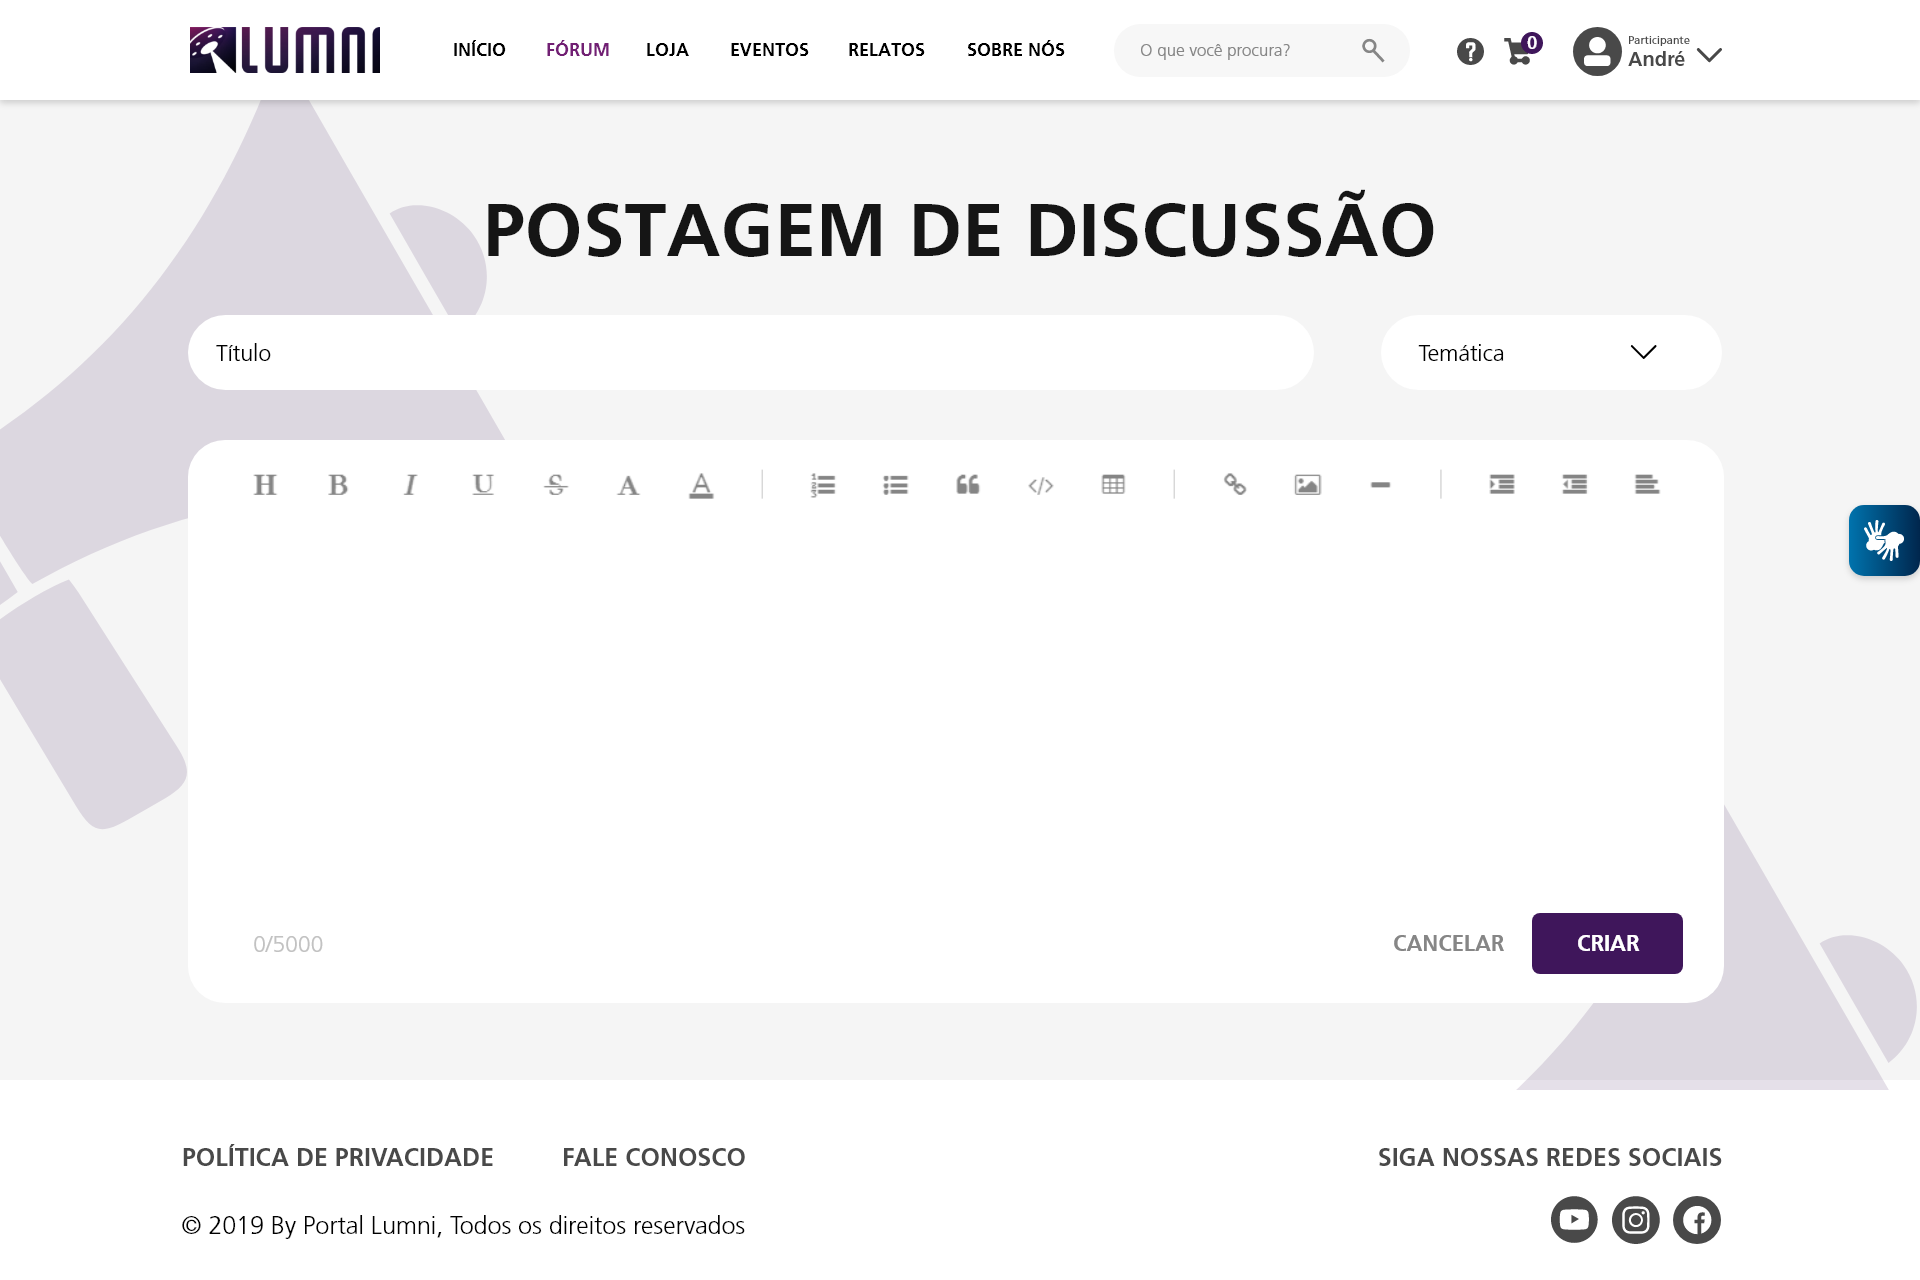 LUMNI
INÍCIO FÓRUM LOJA EVENTOS RELATOS SOBRE NÓS
O que você procura?
0
Participante
André
POSTAGEM DE DISCUSSÃO
Título
Temática
H B I U S A A
0/5000
CANCELAR
CRIAR
POLÍTICA DE PRIVACIDADE
FALE CONOSCO
SIGA NOSSAS REDES SOCIAIS
© 2019 By Portal Lumni, Todos os direitos reservados